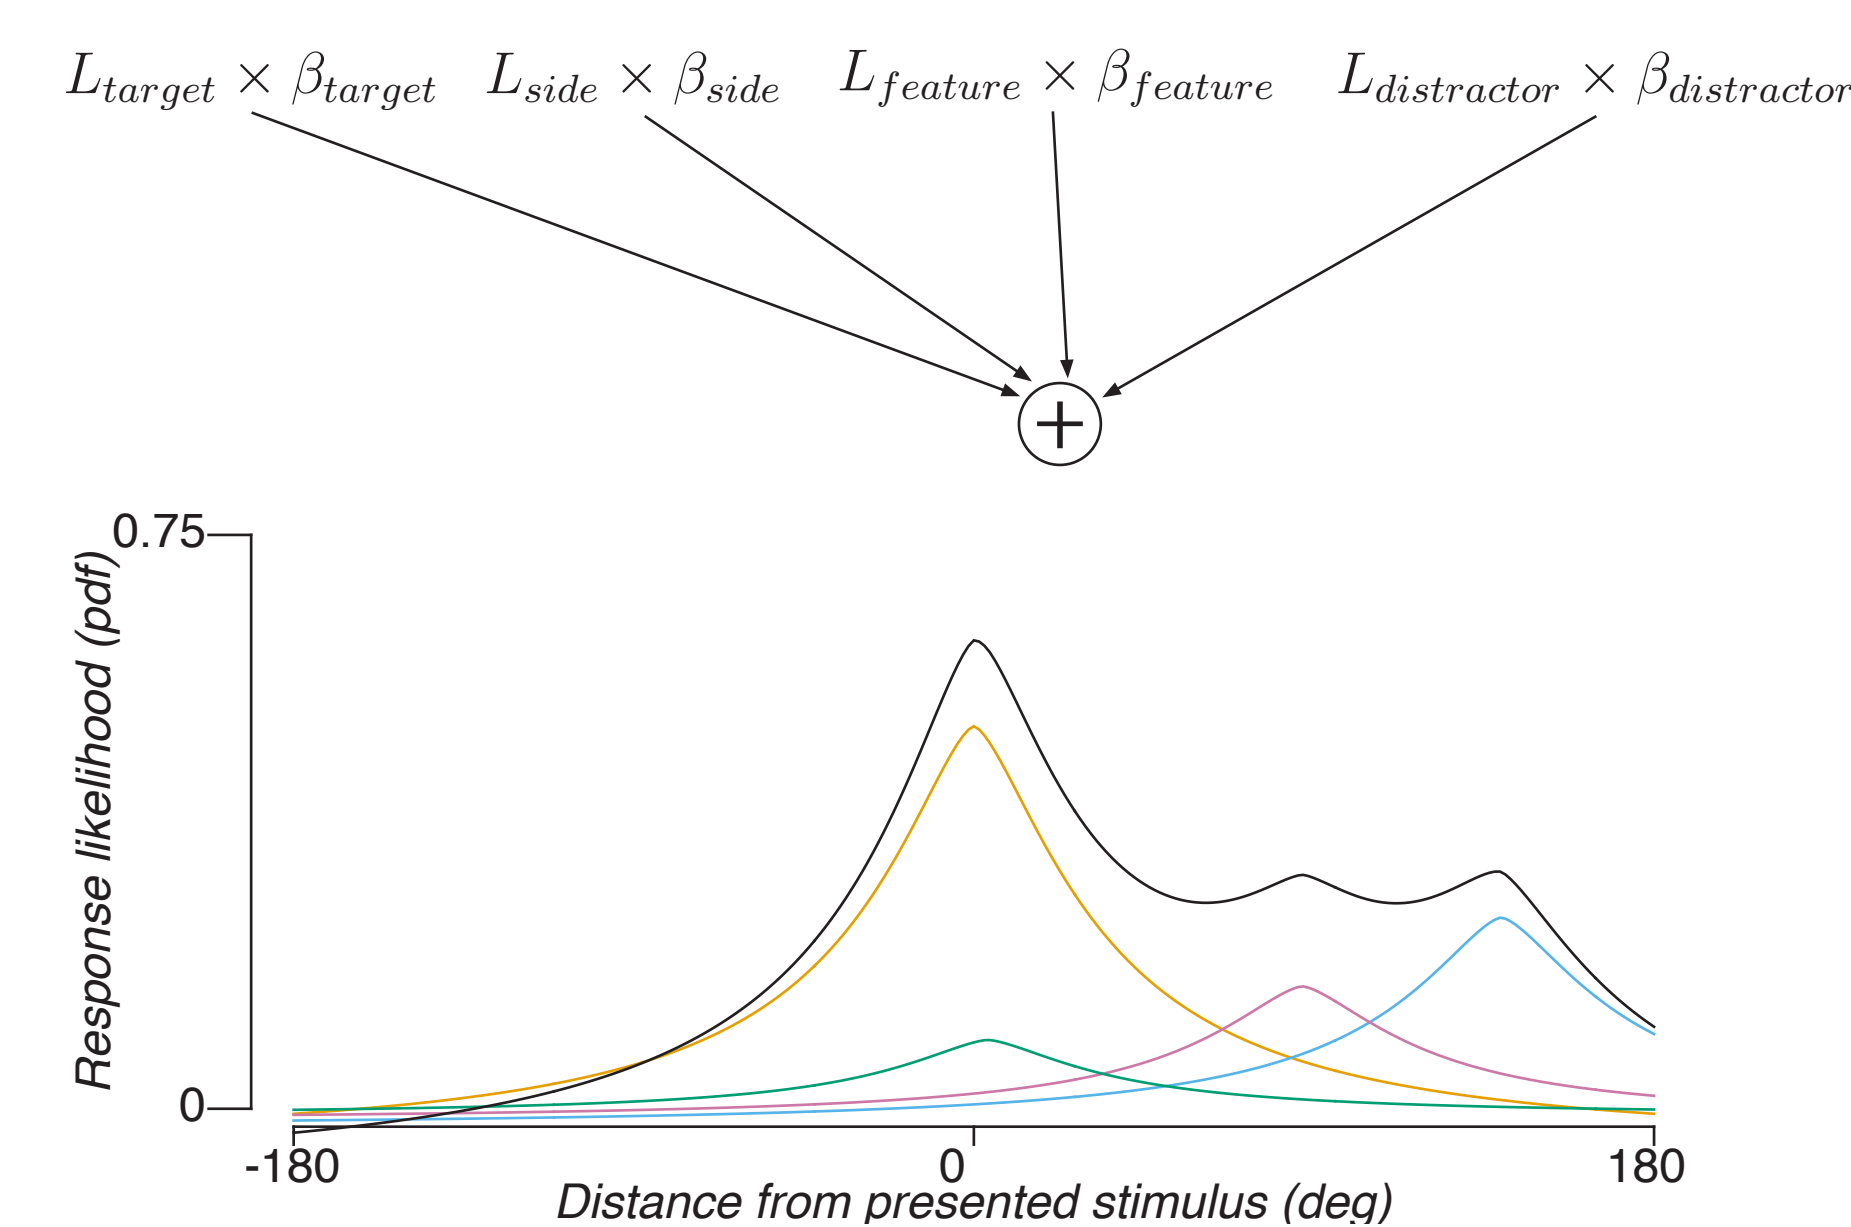 L_target × β_target L_side × β_side L_feature × β_feature L_distractor × β_distractor
+
0.75
Response likelihood (pdf)
0
-180 0 180
Distance from presented stimulus (deg)